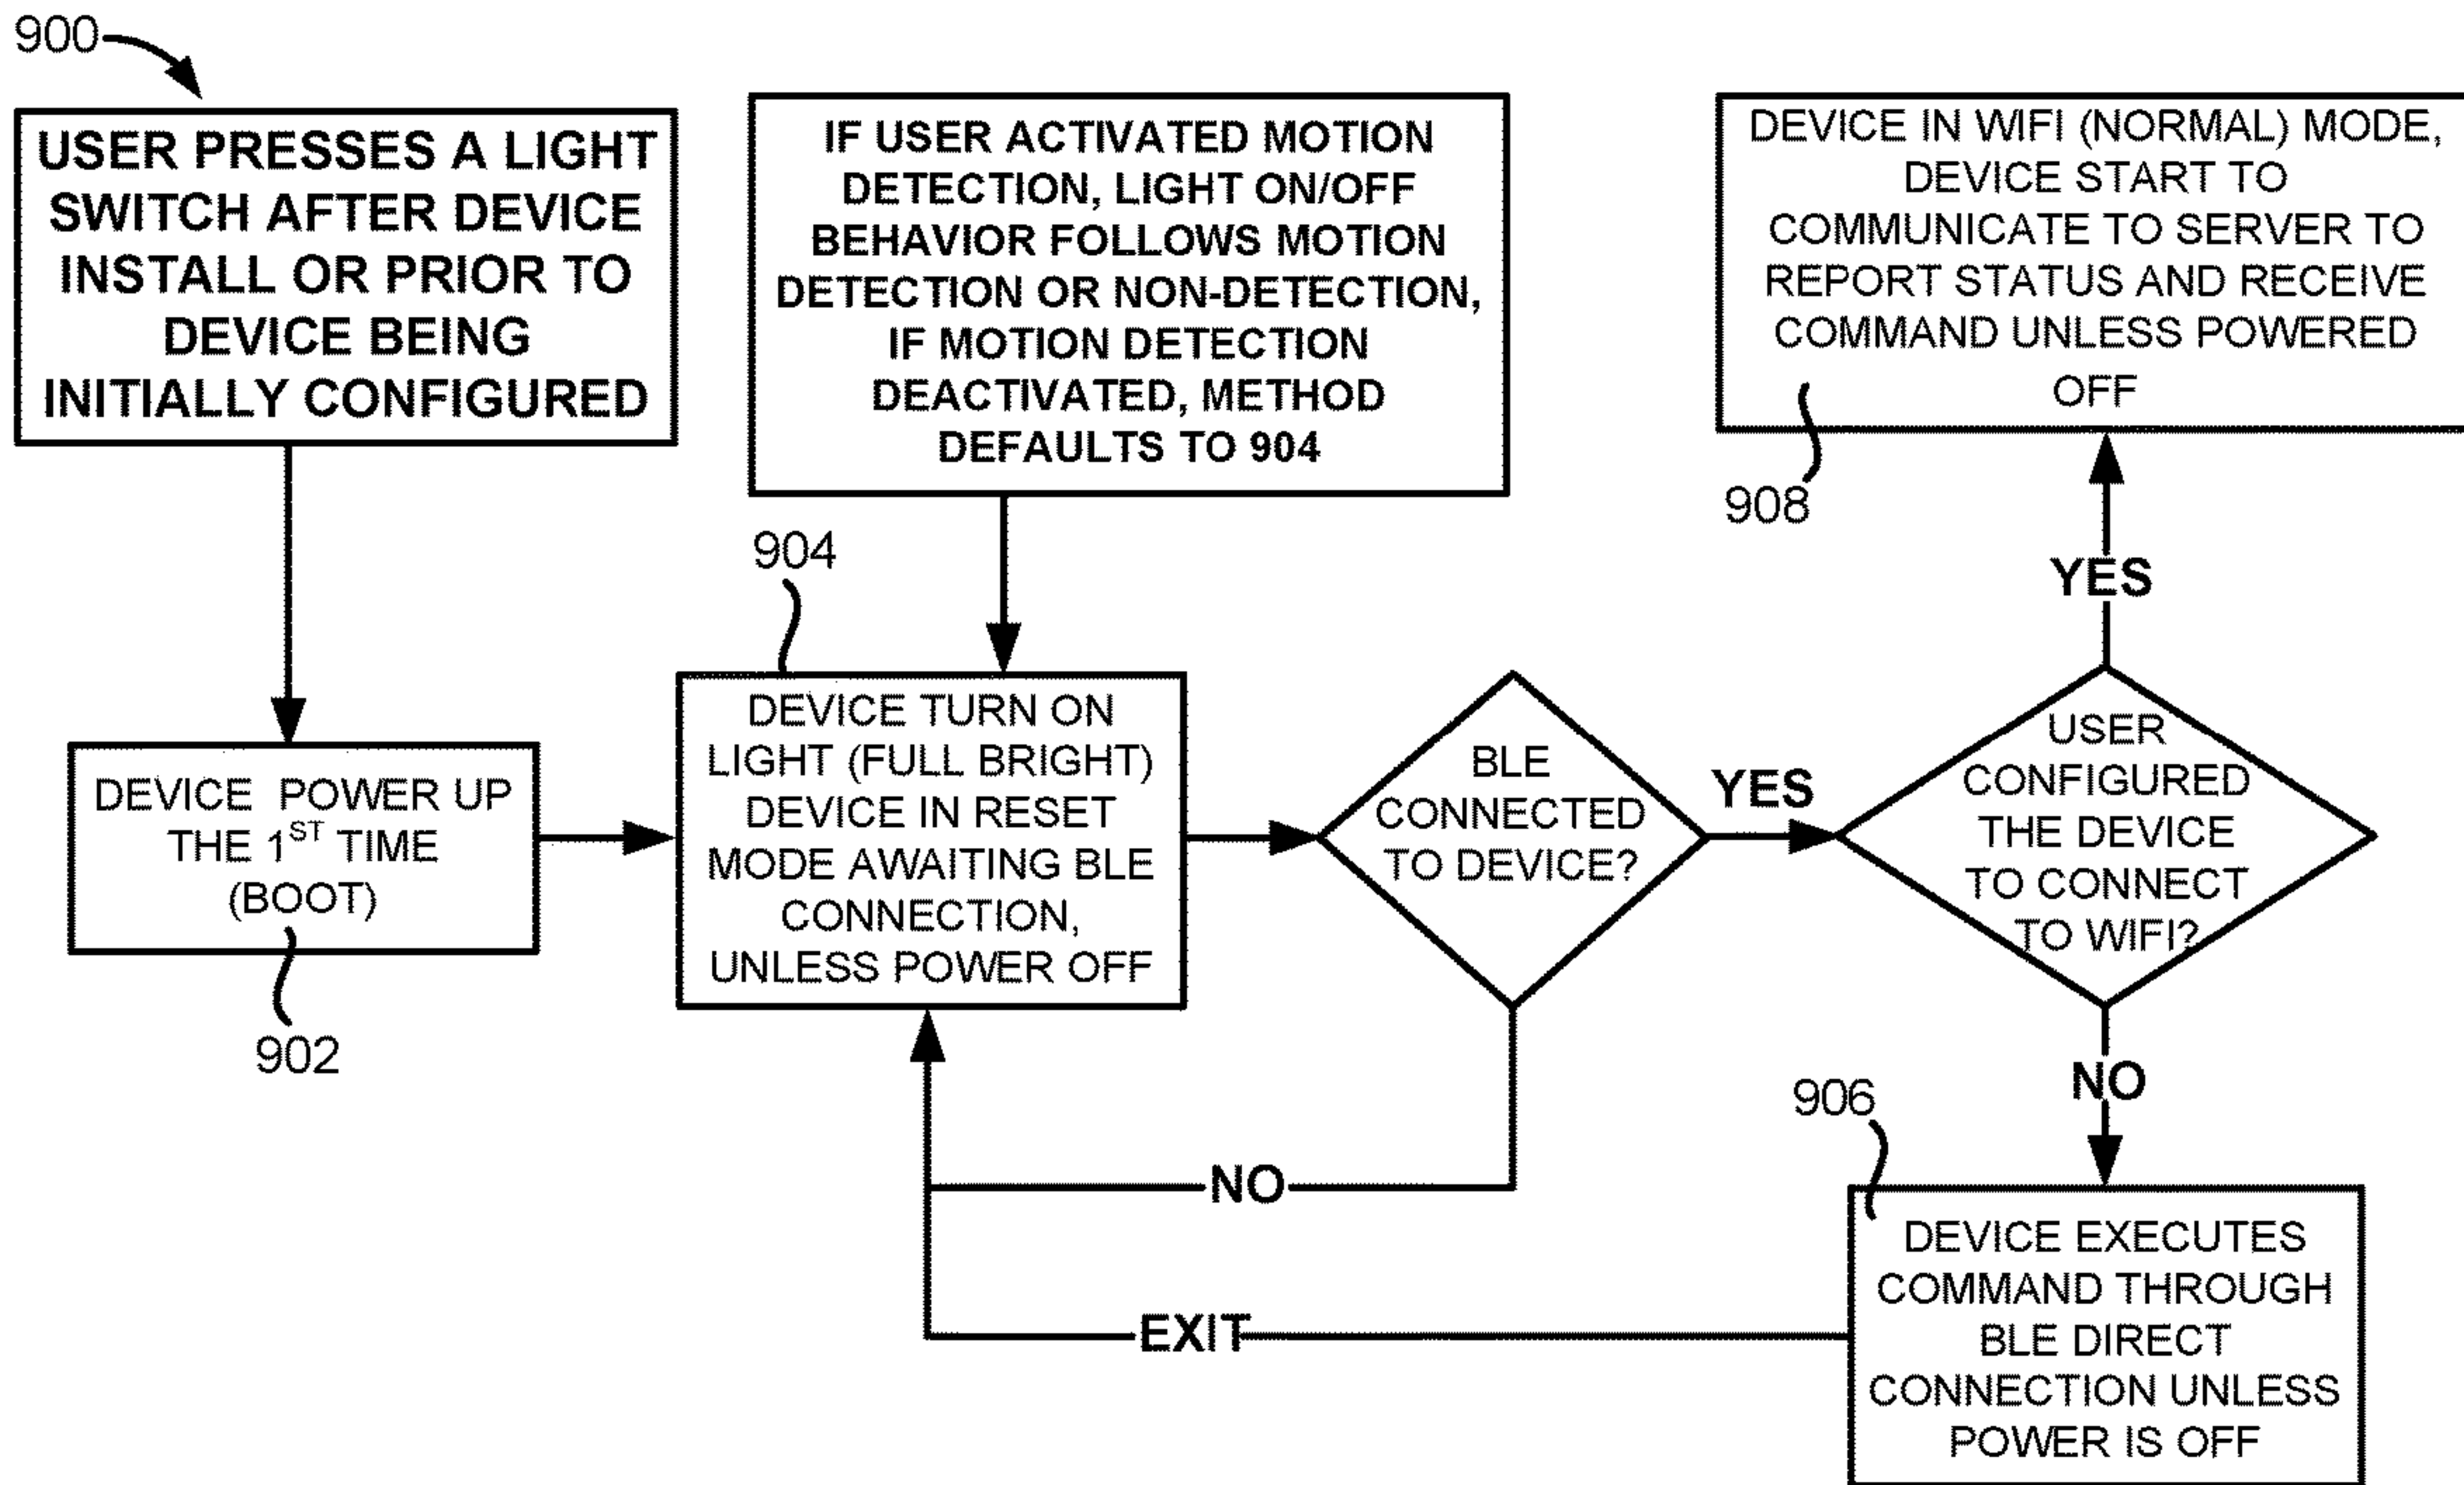 900
USER PRESSES A LIGHT
SWITCH AFTER DEVICE
INSTALL OR PRIOR TO
DEVICE BEING
INITIALLY CONFIGURED
IF USER ACTIVATED MOTION
DETECTION, LIGHT ON/OFF
BEHAVIOR FOLLOWS MOTION
DETECTION OR NON-DETECTION,
IF MOTION DETECTION
DEACTIVATED, METHOD
DEFAULTS TO 904
DEVICE IN WIFI (NORMAL) MODE,
DEVICE START TO
COMMUNICATE TO SERVER TO
REPORT STATUS AND RECEIVE
COMMAND UNLESS POWERED
OFF
908
904
YES
DEVICE POWER UP
THE 1ST TIME
(BOOT)
902
DEVICE TURN ON
LIGHT (FULL BRIGHT)
DEVICE IN RESET
MODE AWAITING BLE
CONNECTION,
UNLESS POWER OFF
BLE
CONNECTED
TO DEVICE?
YES
USER
CONFIGURED
THE DEVICE
TO CONNECT
TO WIFI?
NO
NO
906
DEVICE EXECUTES
COMMAND THROUGH
BLE DIRECT
CONNECTION UNLESS
POWER IS OFF
EXIT